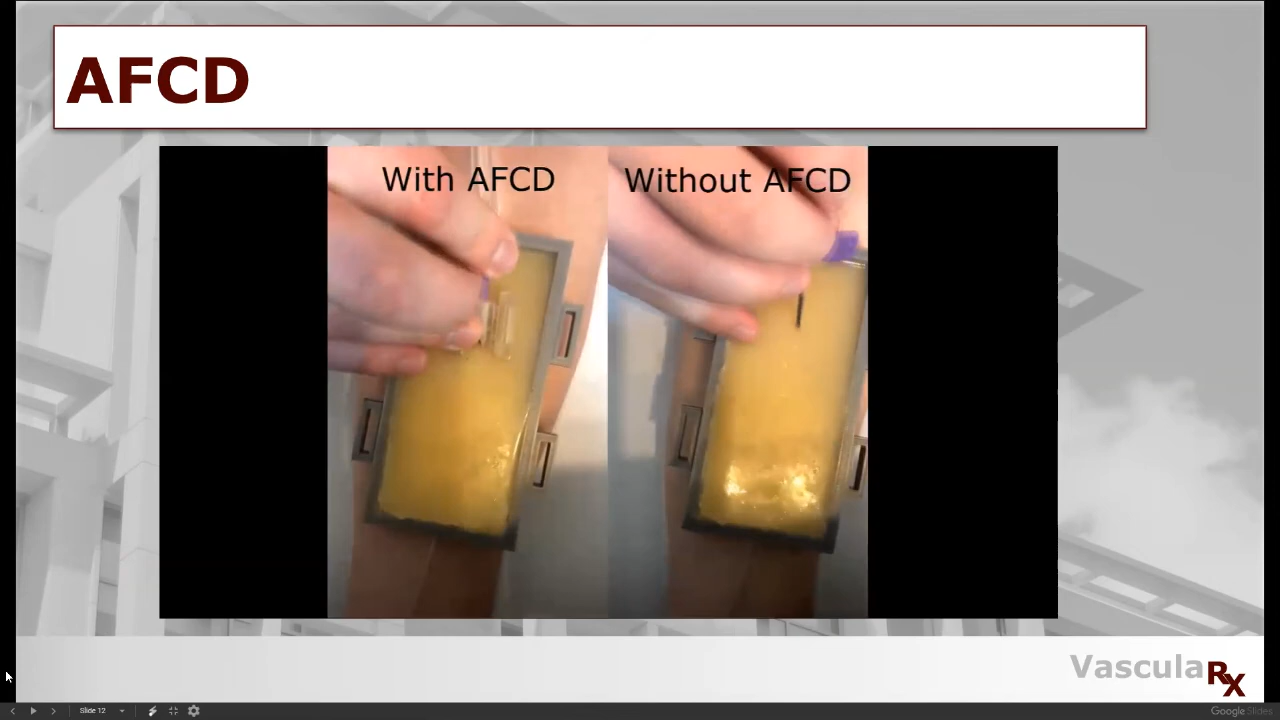 AFCD
With AFCD
Without AFCD
VasculaRx
Slide 12
Google Slides